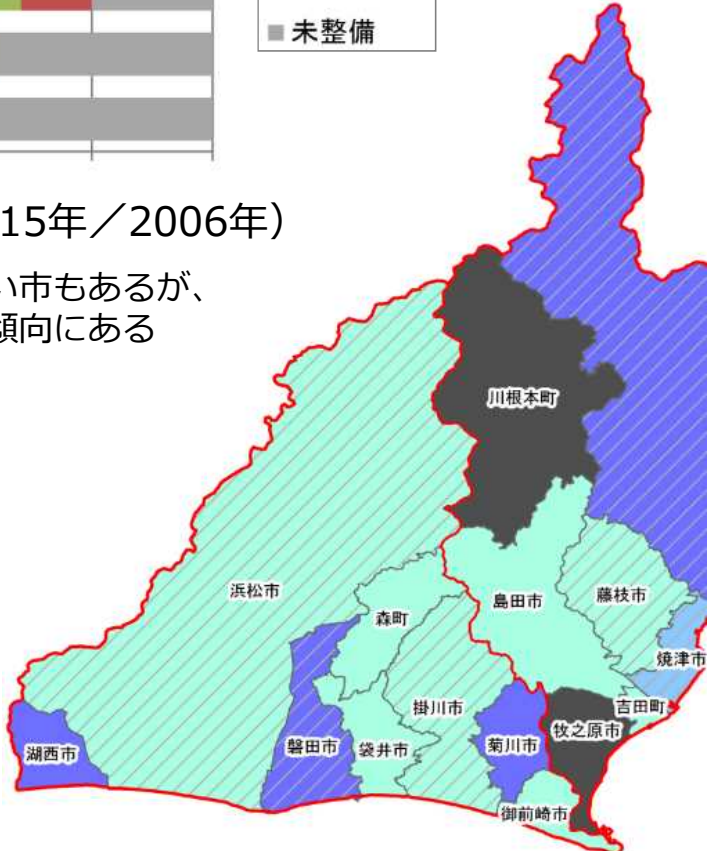 ■ 未整備
15年／2006年）
い市もあるが、
傾向にある
川根本町
浜松市
島田市
藤枝市
森町
焼津市
掛川市
吉田町
湖西市
磐田市
袋井市
菊川市
牧之原市
御前崎市